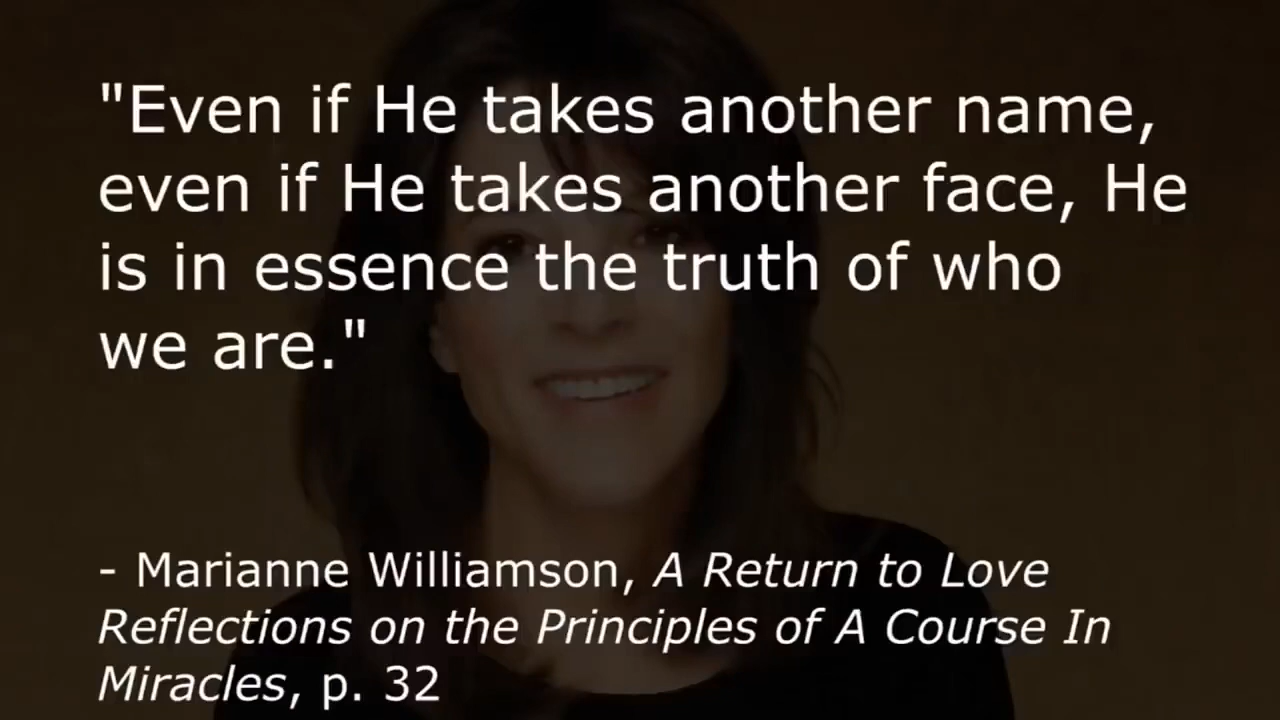 "Even if He takes another name,
even if He takes another face, He
is in essence the truth of who
we are."
- Marianne Williamson, A Return to Love
Reflections on the Principles of A Course In
Miracles, p. 32